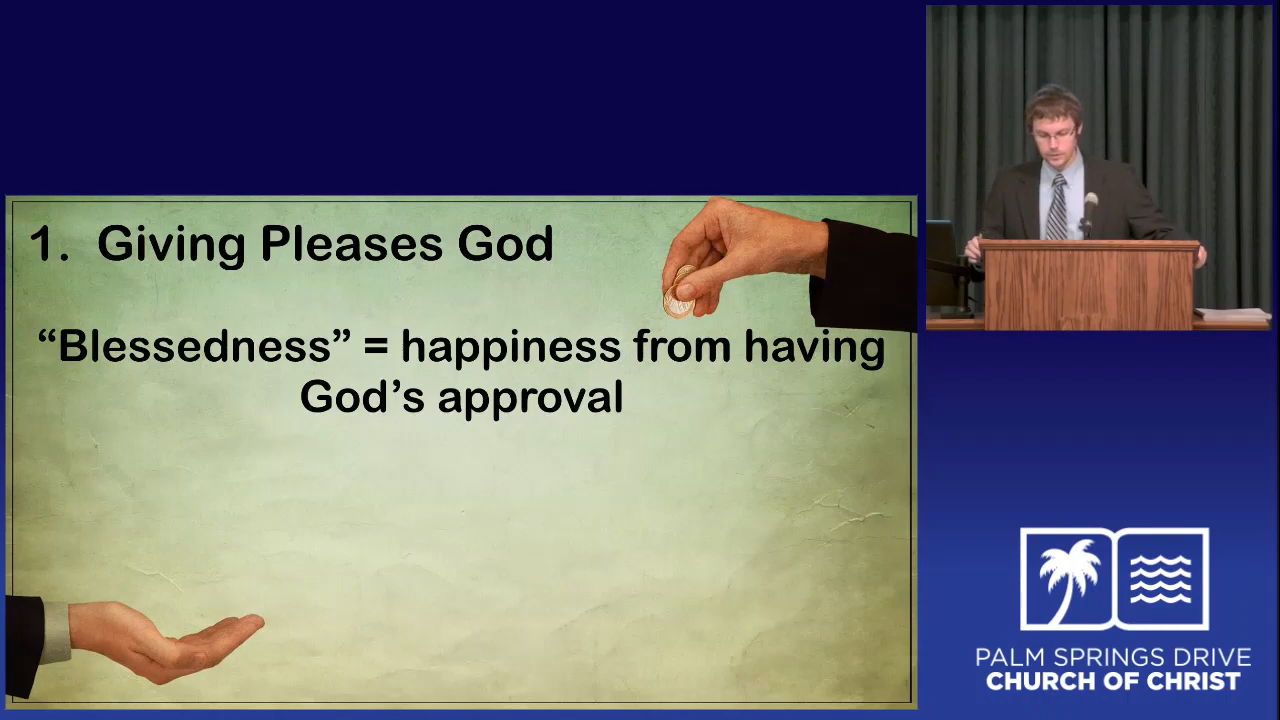 1. Giving Pleases God
“Blessedness” = happiness from having
God’s approval
PALM SPRINGS DRIVE
CHURCH OF CHRIST